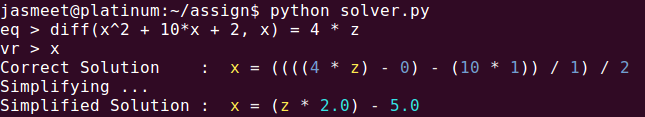 jasmeet@platinum:~/assign$ python solver.py
eq > diff(x^2 + 10*x + 2, x) = 4 * z
vr > x
Correct Solution    :  x = ((((4 * z) - 0) - (10 * 1)) / 1) / 2
Simplifying ...
Simplified Solution :  x = (z * 2.0) - 5.0